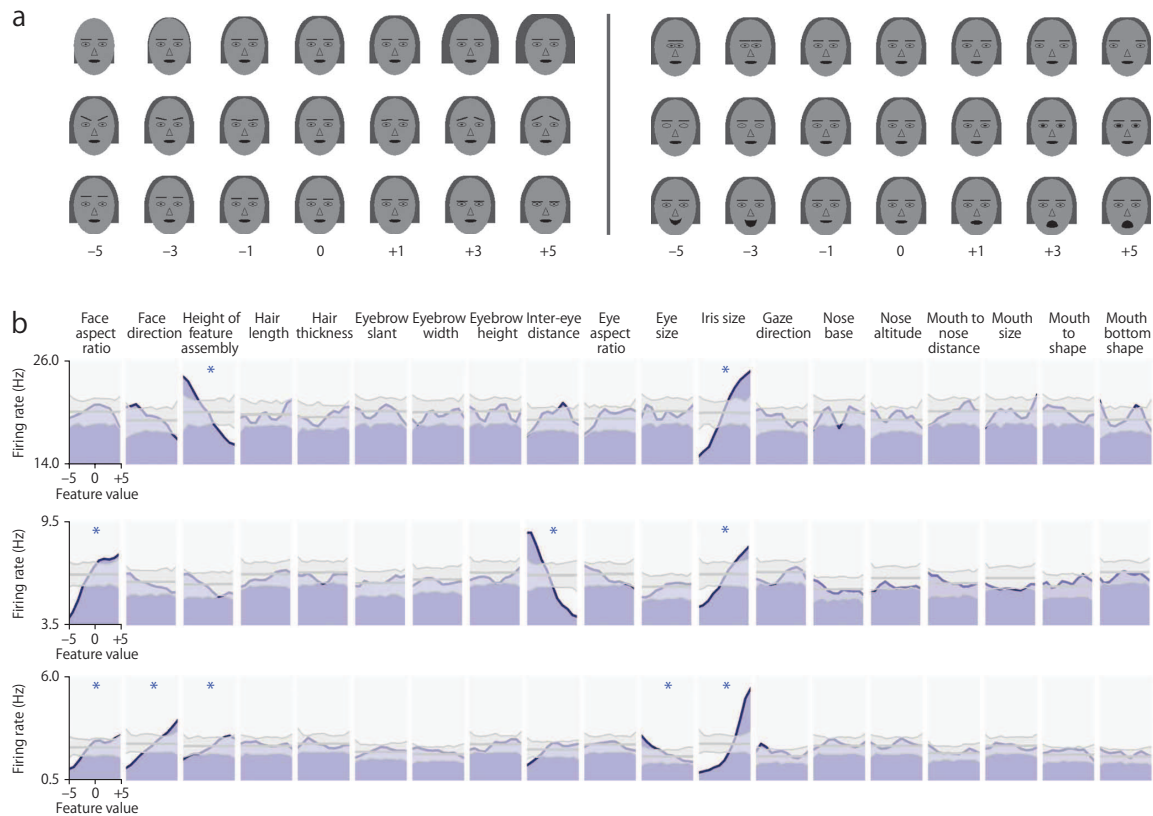 a
−5 −3 −1 0 +1 +3 +5 −5 −3 −1 0 +1 +3 +5
b
Face aspect ratio
Face direction
Height of feature assembly
Hair length
Hair thickness
Eyebrow slant
Eyebrow width
Eyebrow height
Inter-eye distance
Eye aspect ratio
Eye size
Iris size
Gaze direction
Nose base
Nose altitude
Mouth to nose distance
Mouth size
Mouth to shape
Mouth bottom shape
26.0
* *
Firing rate (Hz)
14.0
−5 0 +5
Feature value
9.5
* * *
Firing rate (Hz)
3.5
−5 0 +5
Feature value
6.0
* * * * *
Firing rate (Hz)
0.5
−5 0 +5
Feature value